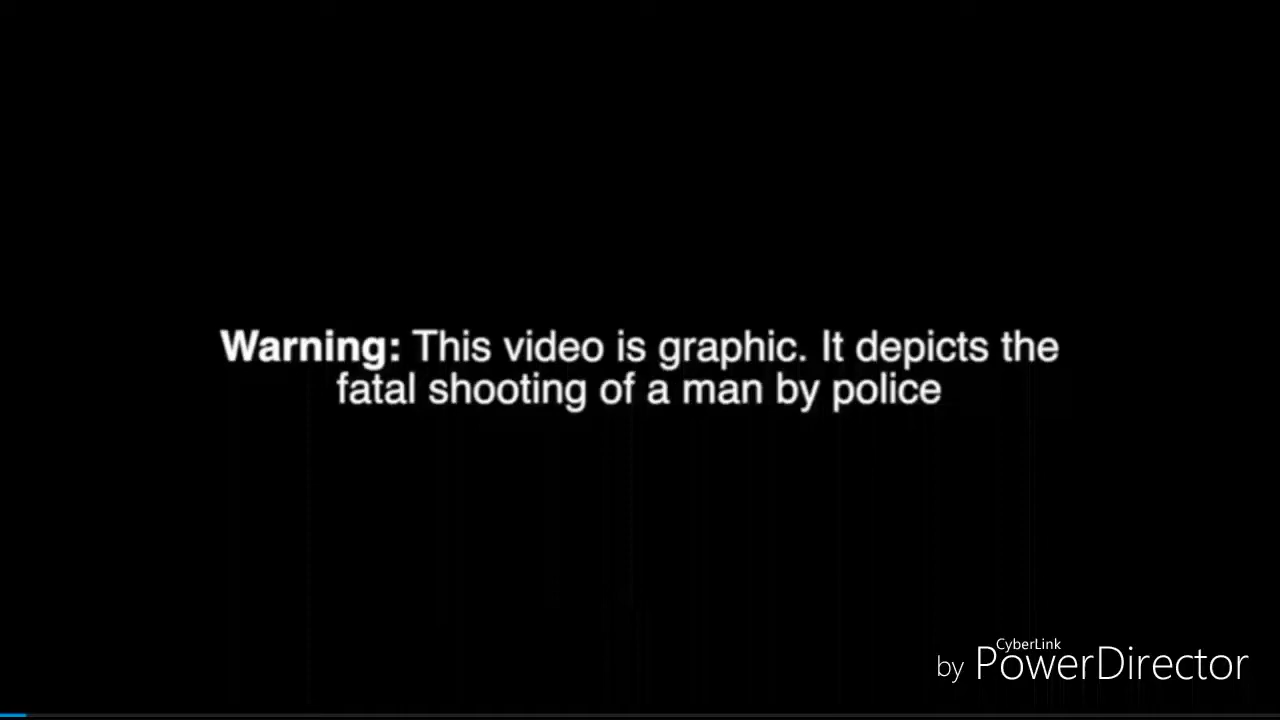 Warning: This video is graphic. It depicts the
fatal shooting of a man by police
CyberLink
by PowerDirector